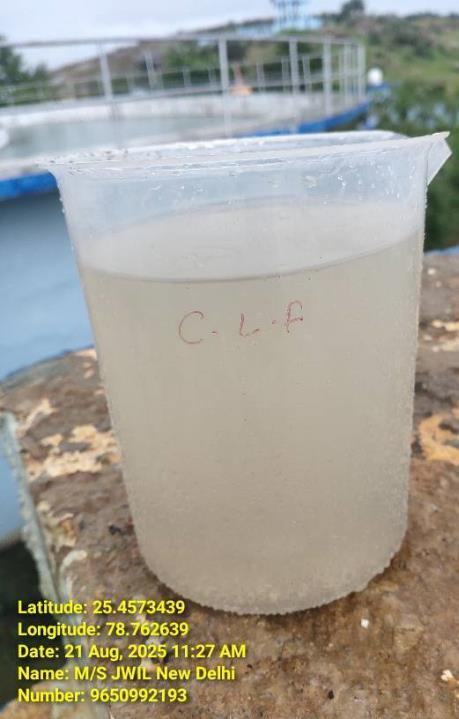 C. L. F
Latitude: 25.4573439
Longitude: 78.762639
Date: 21 Aug, 2025 11:27 AM
Name: M/S JWIL New Delhi
Number: 9650992193